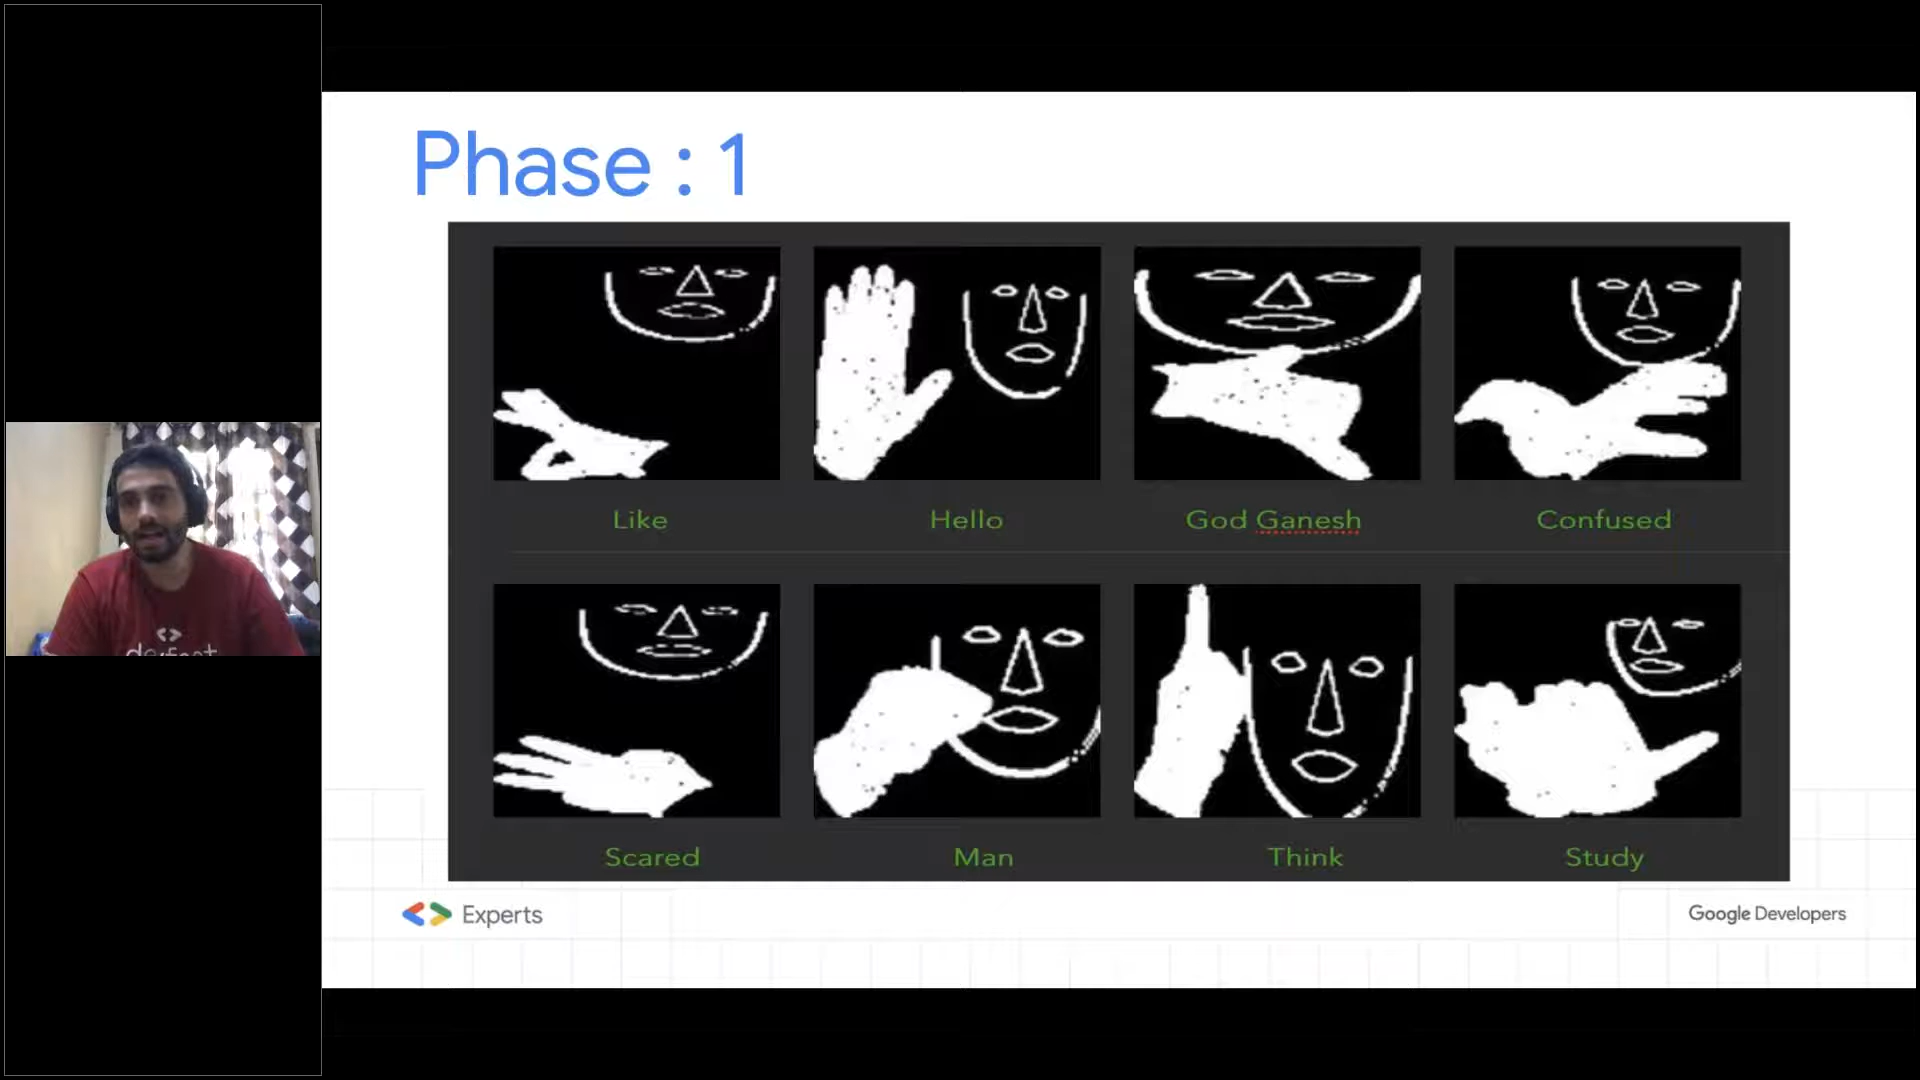 Phase : 1
Like
Hello
God Ganesh
Confused
Scared
Man
Think
Study
Experts
Google Developers